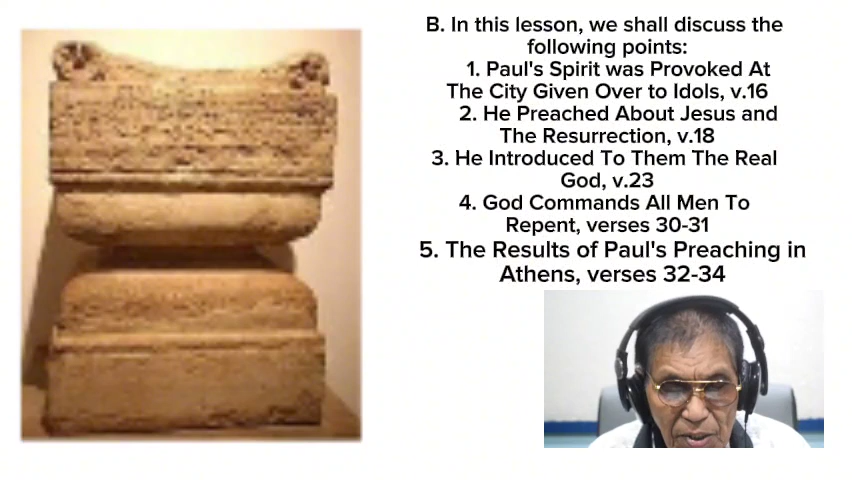 B. In this lesson, we shall discuss the
following points:
1. Paul's Spirit was Provoked At
The City Given Over to Idols, v.16
2. He Preached About Jesus and
The Resurrection, v.18
3. He Introduced To Them The Real
God, v.23
4. God Commands All Men To
Repent, verses 30-31
5. The Results of Paul's Preaching in
Athens, verses 32-34